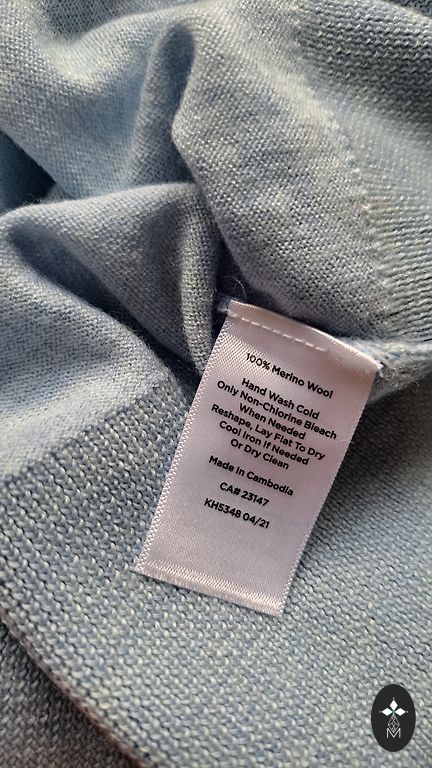 100% Merino Wool
Hand Wash Cold
Only Non-Chlorine Bleach
When Needed
Reshape, Lay Flat To Dry
Cool Iron If Needed
Or Dry Clean
Made in Cambodia
CA# 23147
KH5348 04/21
M